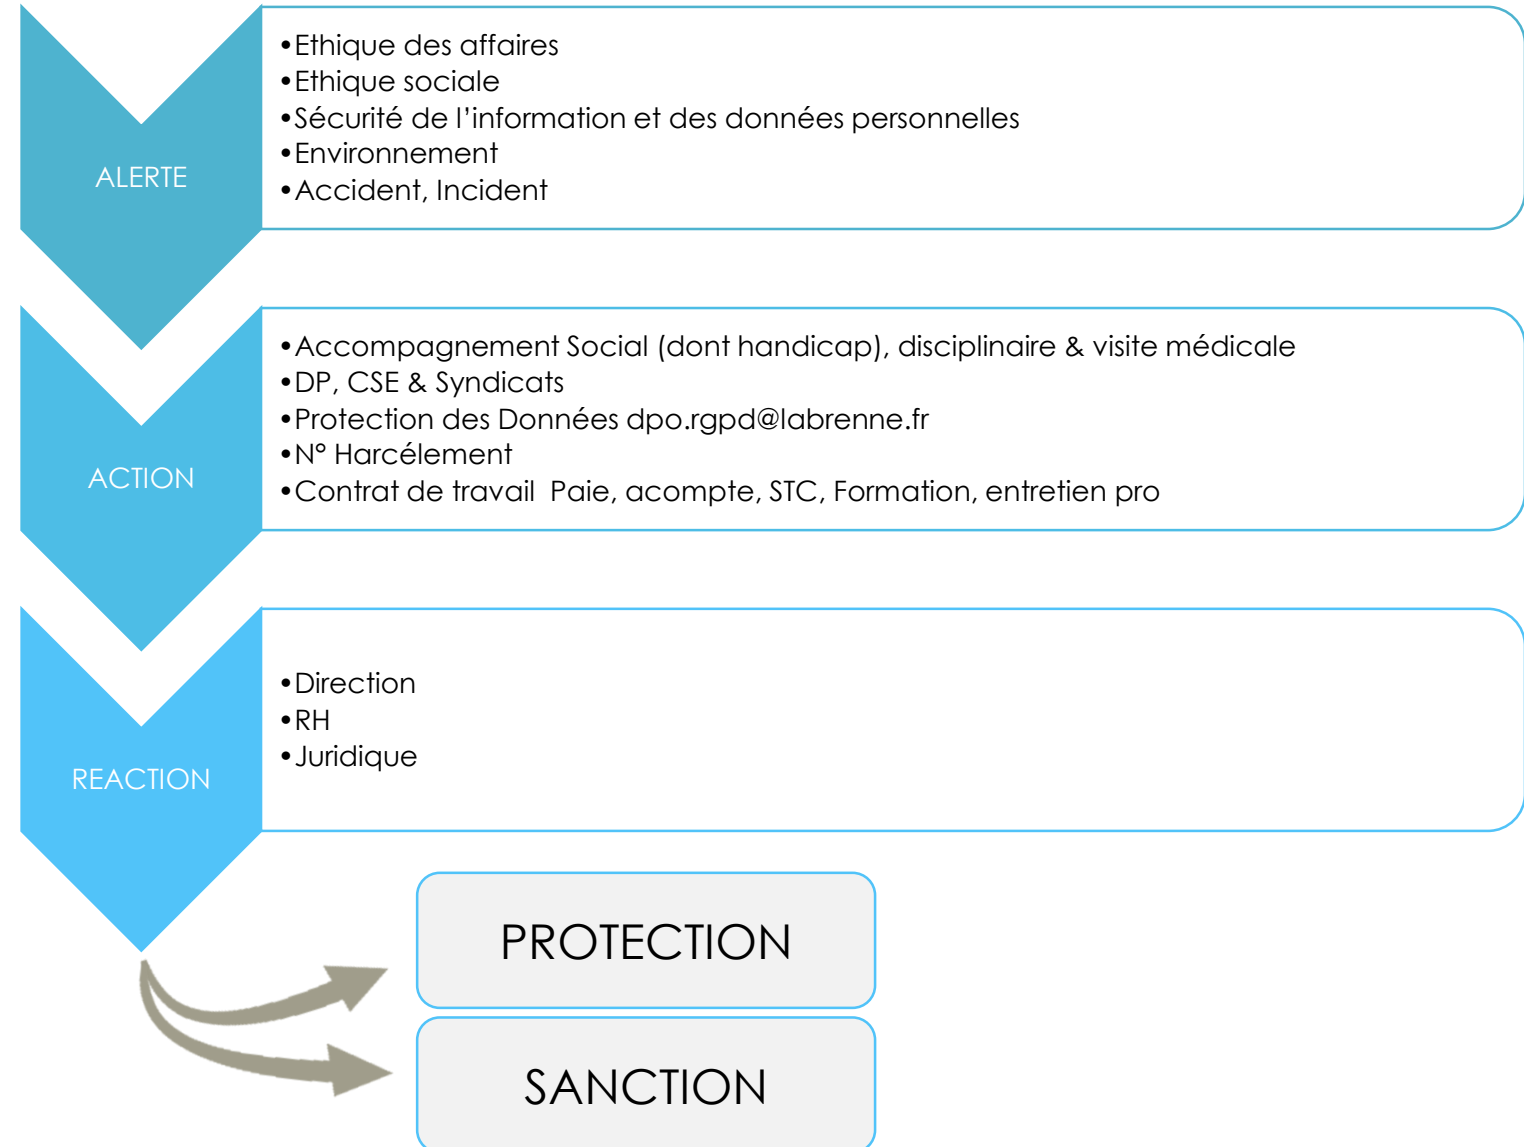 ALERTE
•Ethique des affaires
•Ethique sociale
•Sécurité de l'information et des données personnelles
•Environnement
•Accident, Incident
ACTION
•Accompagnement Social (dont handicap), disciplinaire & visite médicale
•DP, CSE & Syndicats
•Protection des Données dpo.rgpd@labrenne.fr
•N° Harcélement
•Contrat de travail  Paie, acompte, STC, Formation, entretien pro
REACTION
•Direction
•RH
•Juridique
PROTECTION
SANCTION